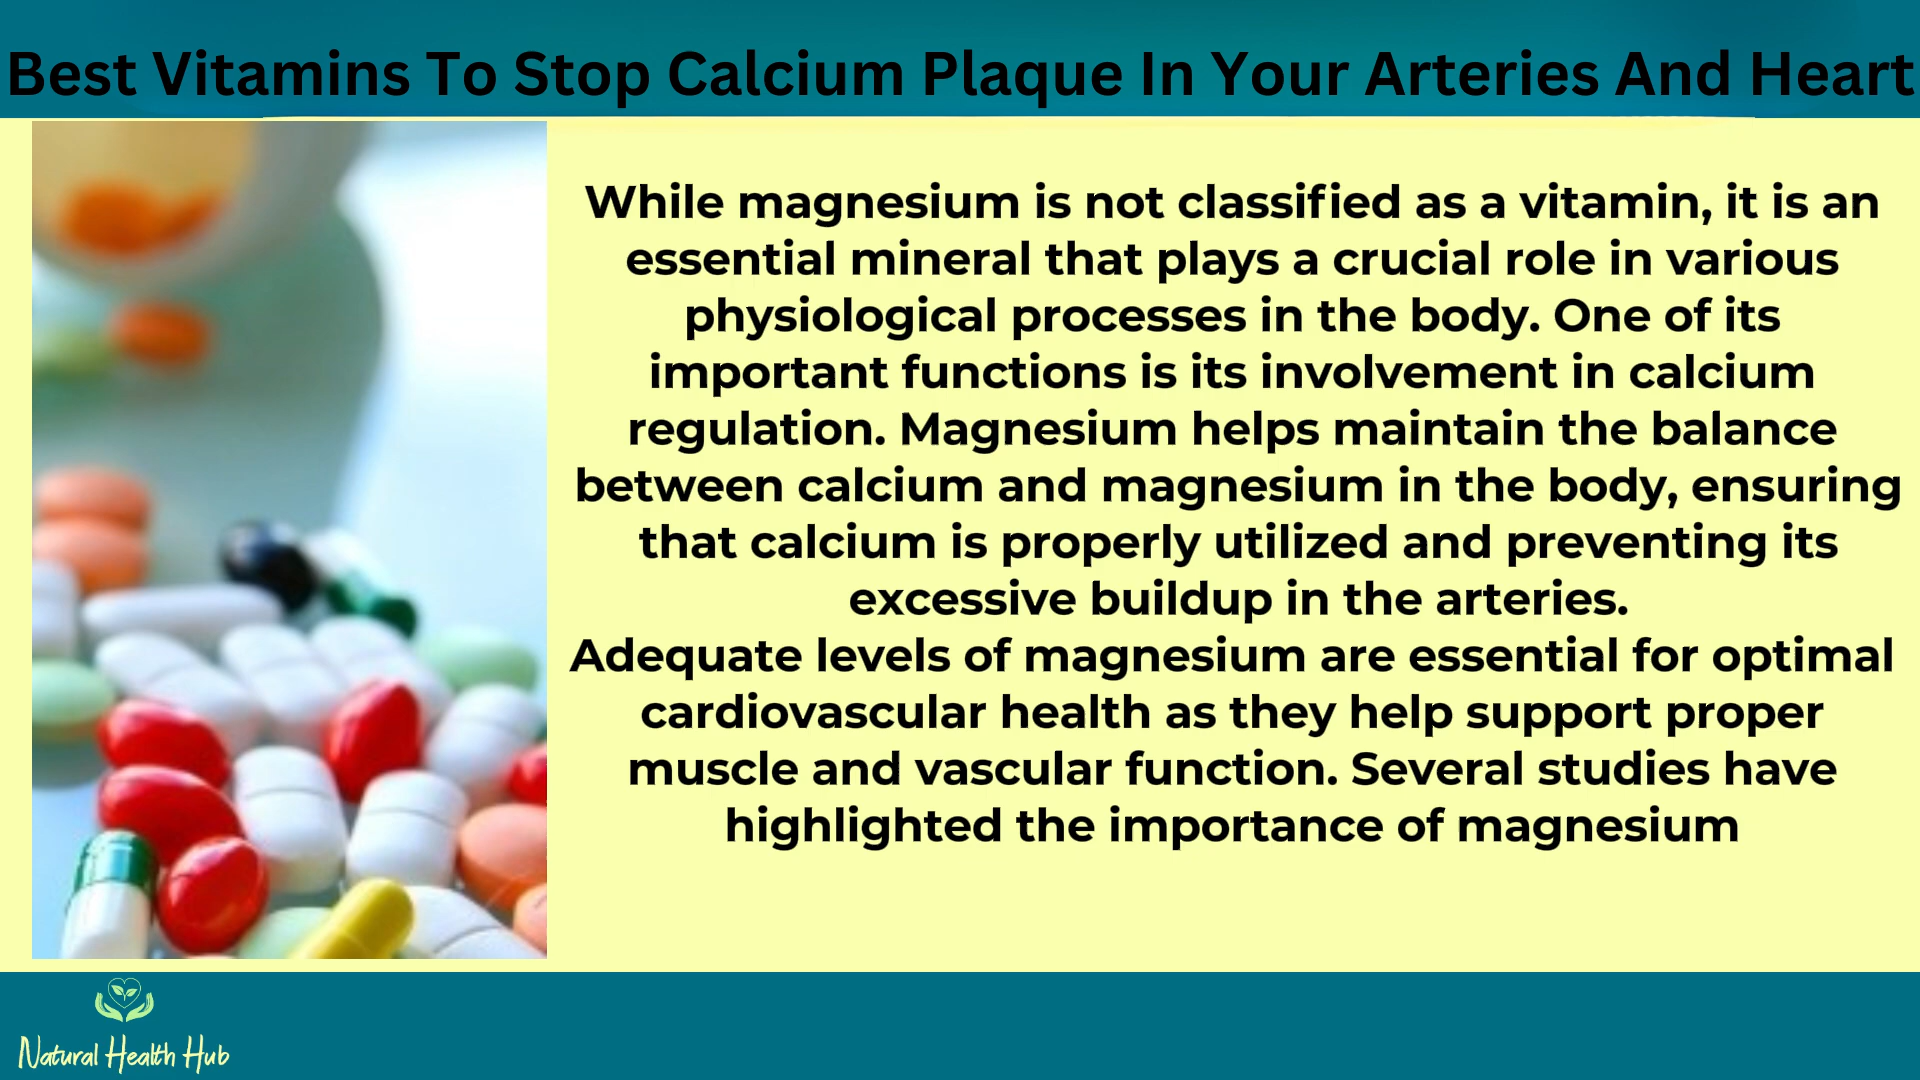 Best Vitamins To Stop Calcium Plaque In Your Arteries And Heart
While magnesium is not classified as a vitamin, it is an
essential mineral that plays a crucial role in various
physiological processes in the body. One of its
important functions is its involvement in calcium
regulation. Magnesium helps maintain the balance
between calcium and magnesium in the body, ensuring
that calcium is properly utilized and preventing its
excessive buildup in the arteries.
Adequate levels of magnesium are essential for optimal
cardiovascular health as they help support proper
muscle and vascular function. Several studies have
highlighted the importance of magnesium
Natural Health Hub